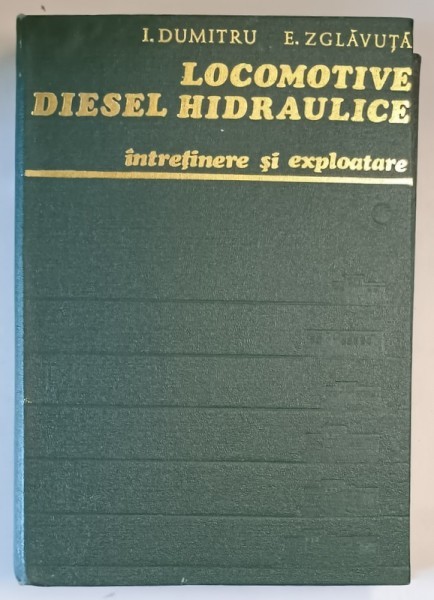 I. DUMITRU E. ZGLĂVUȚĂ
LOCOMOTIVE
DIESEL HIDRAULICE
întreținere și exploatare